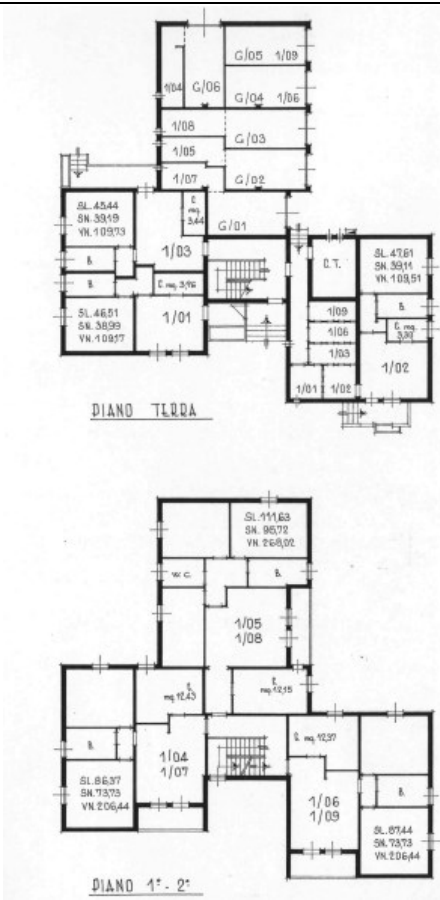 G/05 1/09
1/04
G/06
G/04 1/06
1/08
G/03
1/05
1/07
G/02
SL. 45,44
SN. 39,19
VN. 109,73
C. mq. 3,44
G/01
1/03
B.
B.
C. mq. 3,96
SL. 46,51
SN. 38,99
VN. 109,17
1/01
C.T.
SL. 47,61
SN. 39,11
VN. 109,51
1/09
1/06
1/03
1/01
1/02
B.
C. mq. 3,39
1/02
PIANO TERRA
SL. 111,63
SN. 95,72
VN. 268,02
W.C.
B.
1/05
1/08
mq. 12,43
mq. 12,15
B.
1/04
1/07
SL. 86,37
SN. 73,73
VN. 206,44
mq. 12,37
1/06
1/09
B.
SL. 87,44
SN. 73,73
VN. 206,44
PIANO 1° - 2°